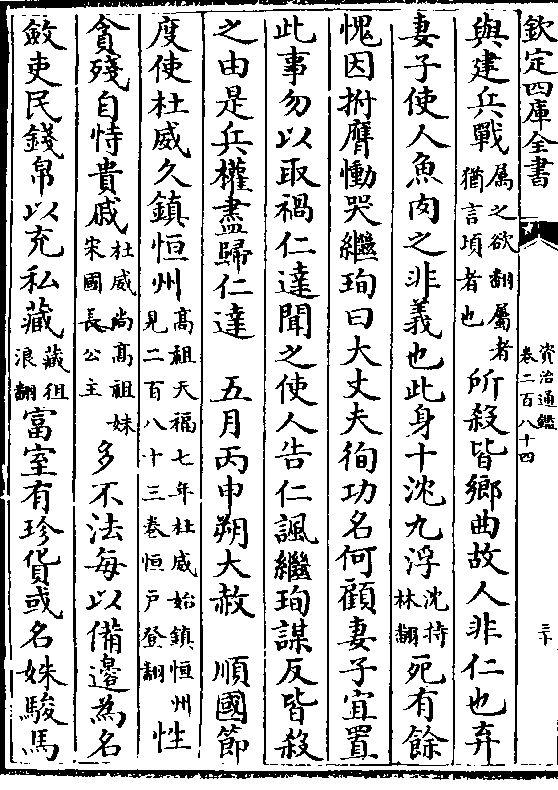 欽定四庫全書
資治通鑑
卷二百八十四
三十
與建兵戰屬之欲翻屬者猶言項者也所殺皆鄉曲故人非仁也弃
妻子使人魚肉之非義也此身十沈九浮沈持林翻死有餘
愧因拊膺慟哭繼珣曰大丈夫徇功名何顧妻子宜置
此事勿以取禍仁達聞之使人告仁諷繼珣謀反皆殺
之由是兵權盡歸仁達 五月丙申朔大赦 順國節
度使杜威久鎮恒州高祖天福七年杜威始鎮恒州見二百八十三卷恒戸登翻性
貪殘自恃貴戚杜威尚高祖妹宋國長公主多不法每以備邊為名
斂吏民錢帛以充私藏藏徂浪翻富室有珍貨或名姝駿馬